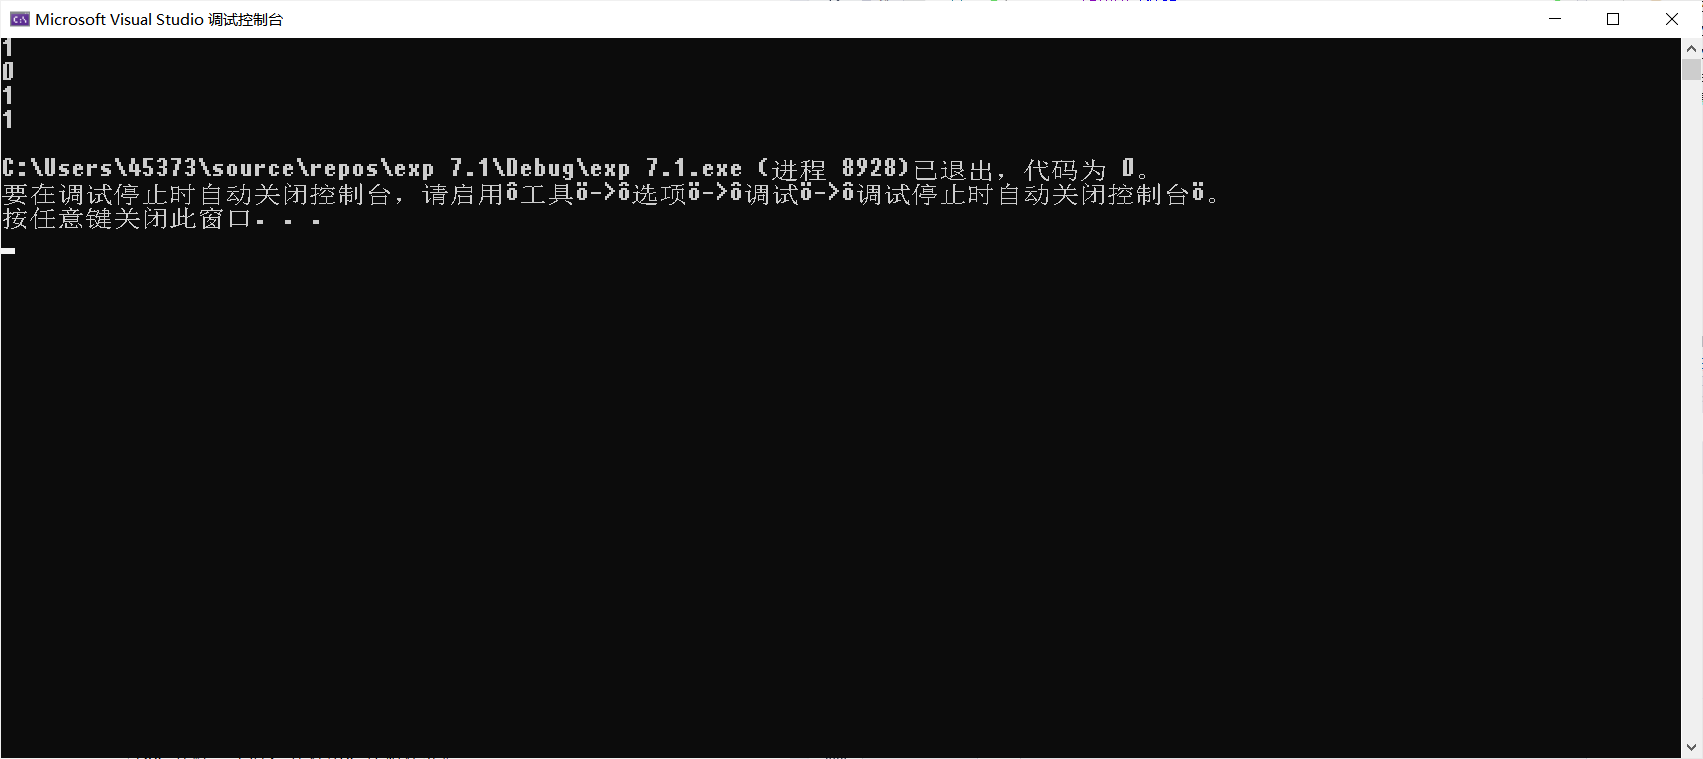 Microsoft Visual Studio 调试控制台
1
0
1
1
C:\Users\45373\source\repos\exp 7.1\Debug\exp 7.1.exe (进程 8928)已退出，代码为 0。
要在调试停止时自动关闭控制台，请启用ô工具ö->ô选项ö->ô调试ö->ô调试停止时自动关闭控制台ö。
按任意键关闭此窗口. . .